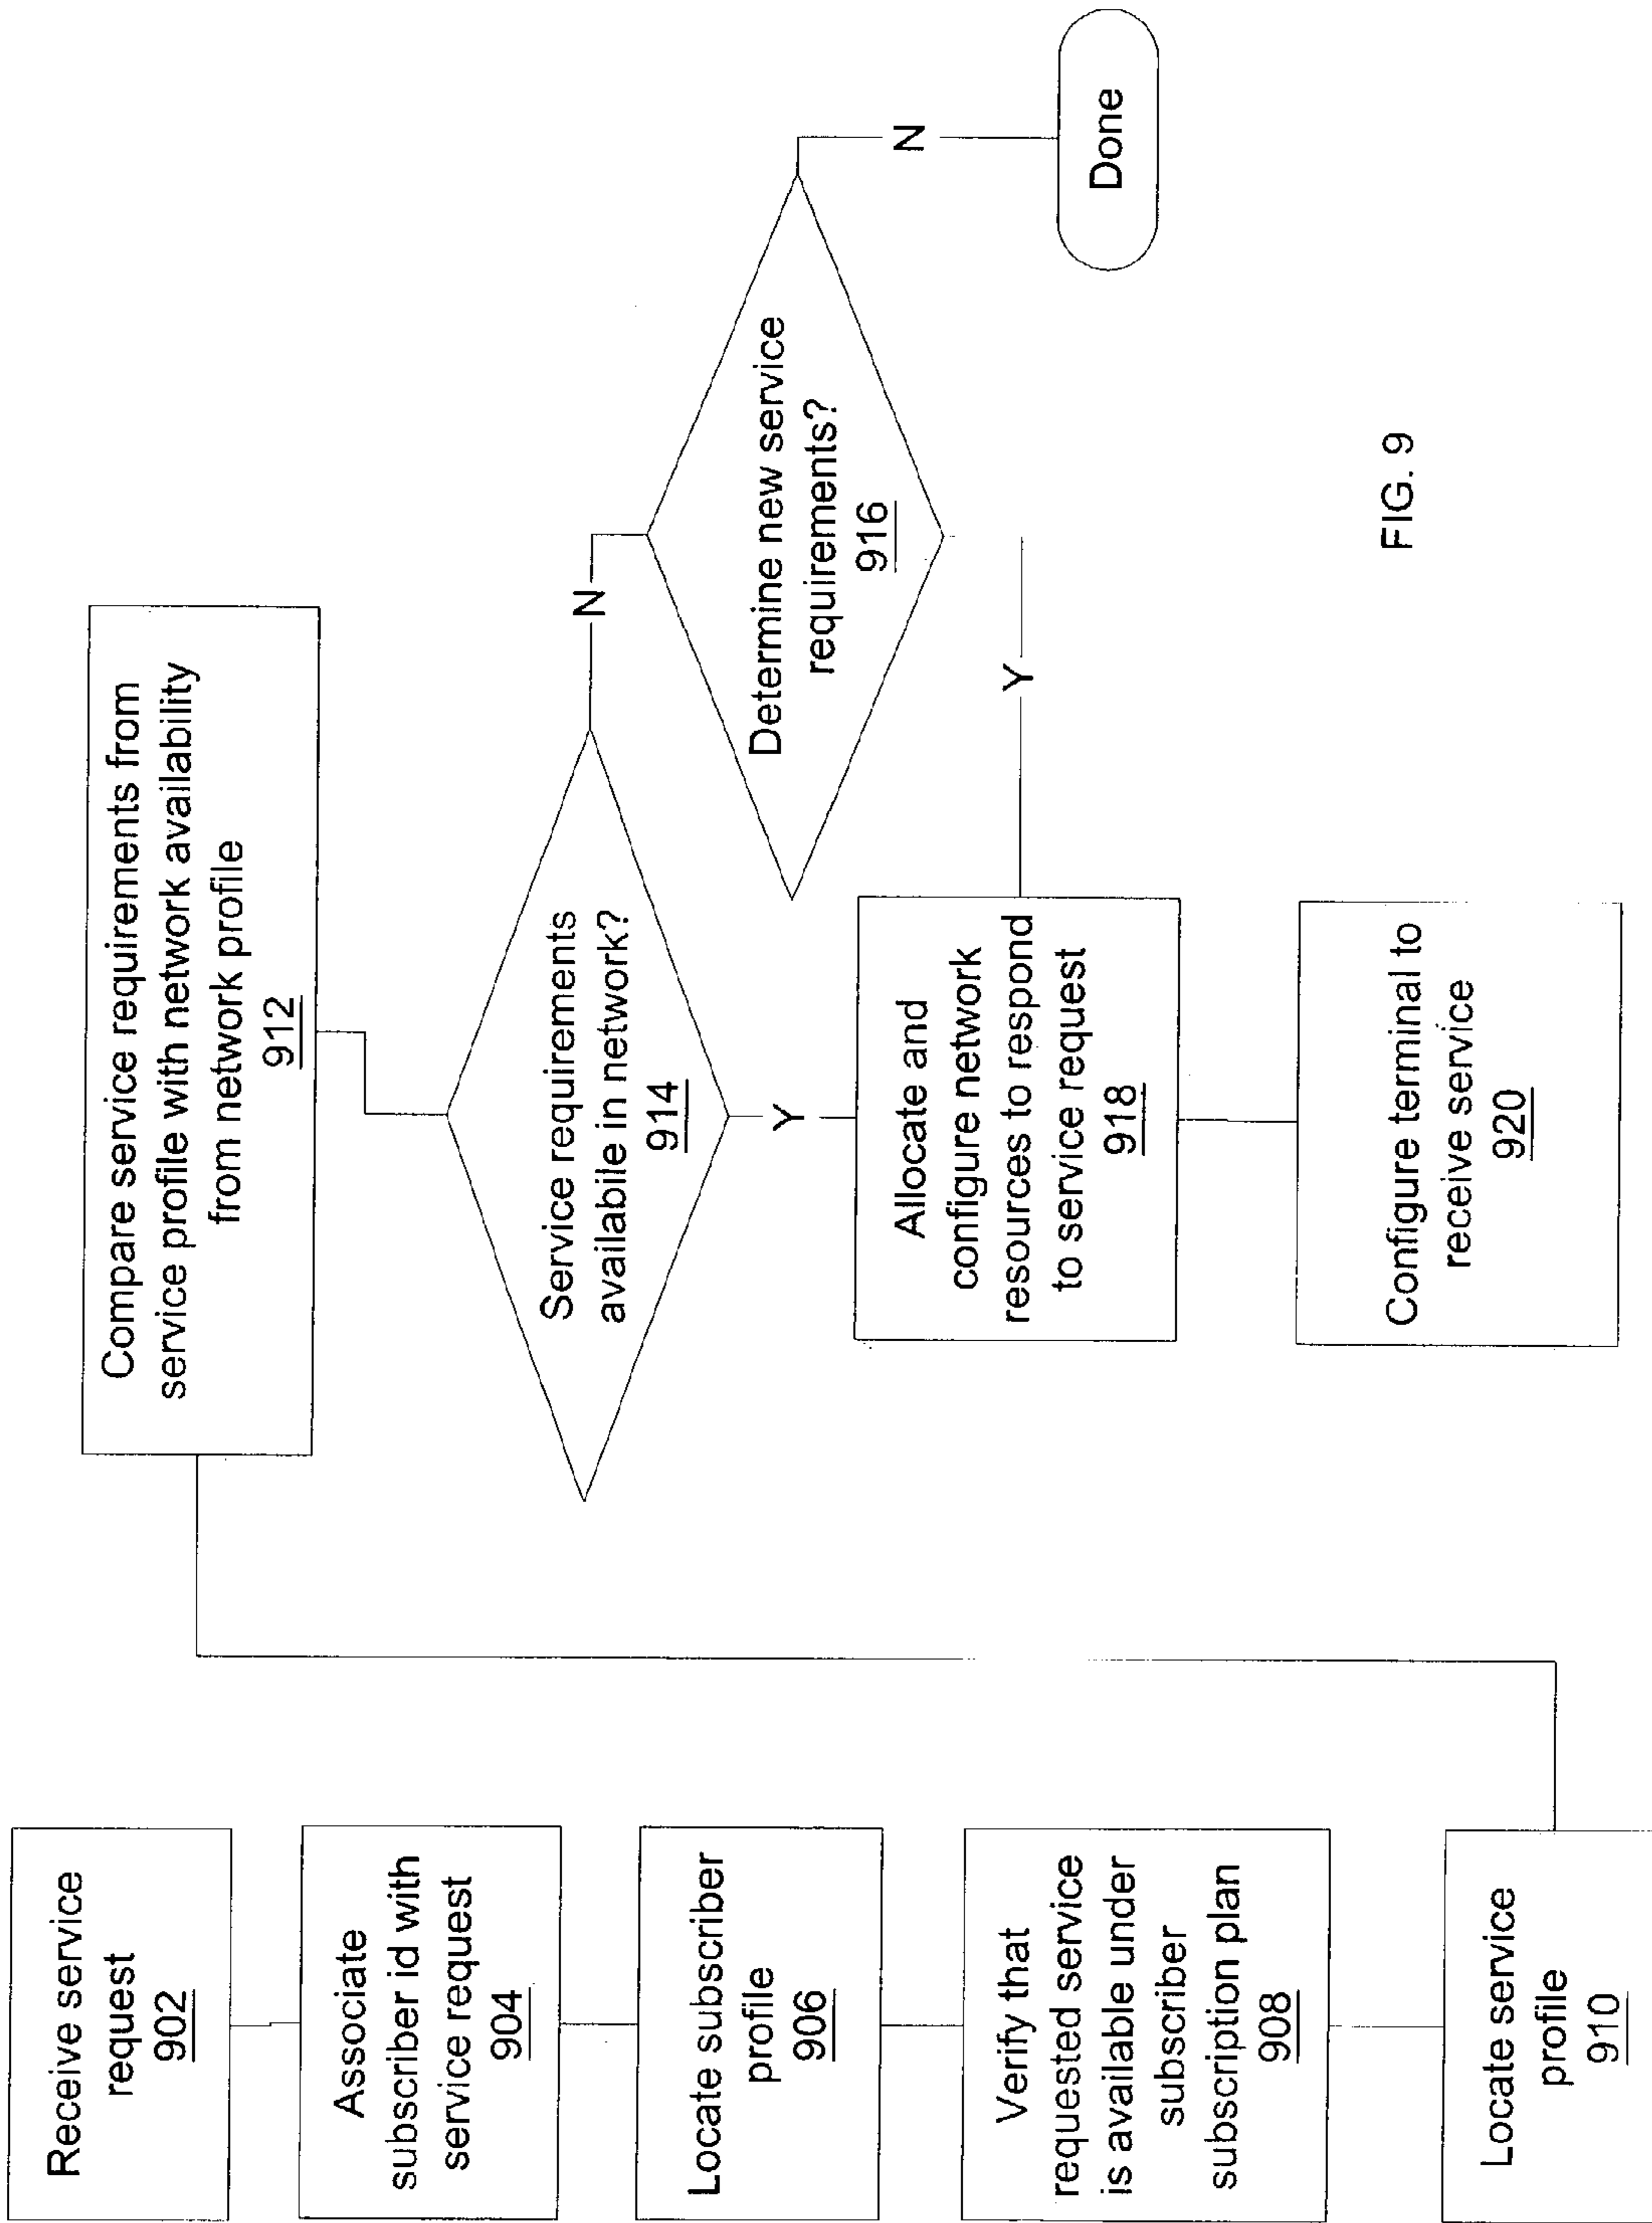 Receive service
request
902
Associate
subscriber id with
service request
904
Locate subscriber
profile
906
Verify that
requested service
is available under
subscriber
subscription plan
908
Locate service
profile
910
Compare service requirements from
service profile with network availability
from network profile
912
Service requirements
availabile in network?
914
N
Y
Determine new service
requirements?
916
N
Y
Done
Allocate and
configure network
resources to respond
to service request
918
Configure terminal to
receive service
920
FIG. 9